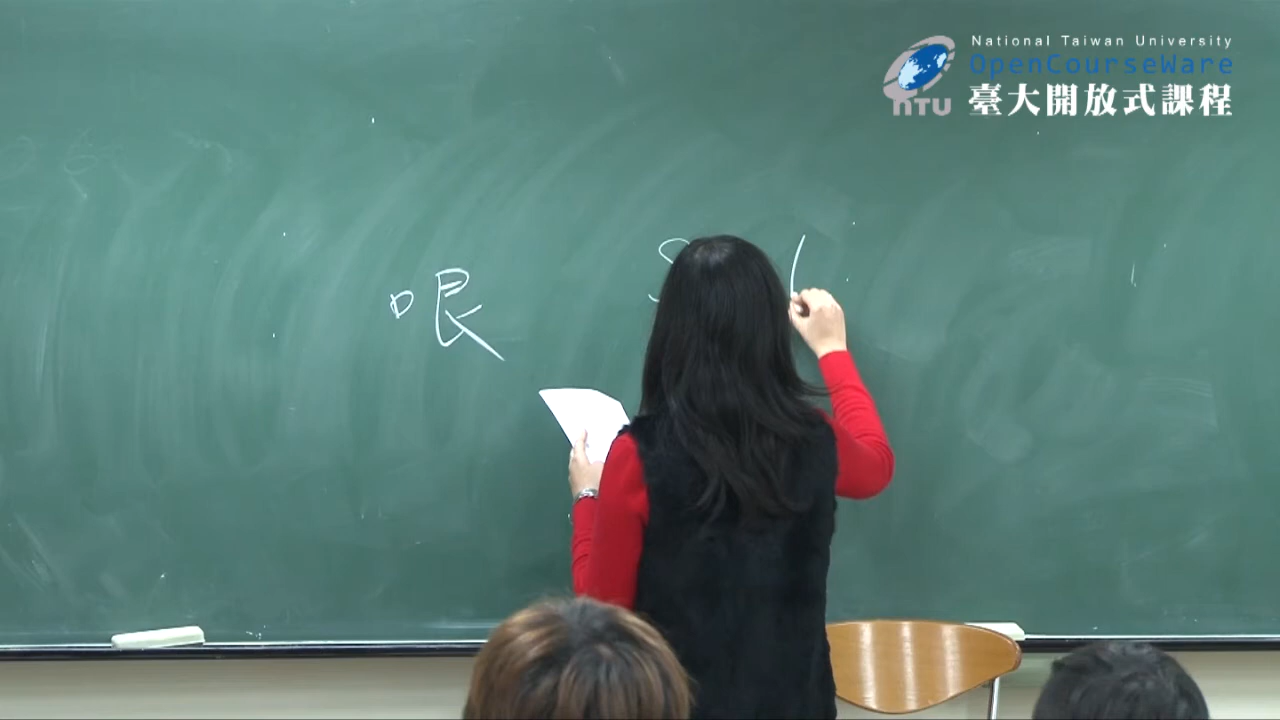 National Taiwan University
OpenCourseWare
NTU
臺大開放式課程
哏